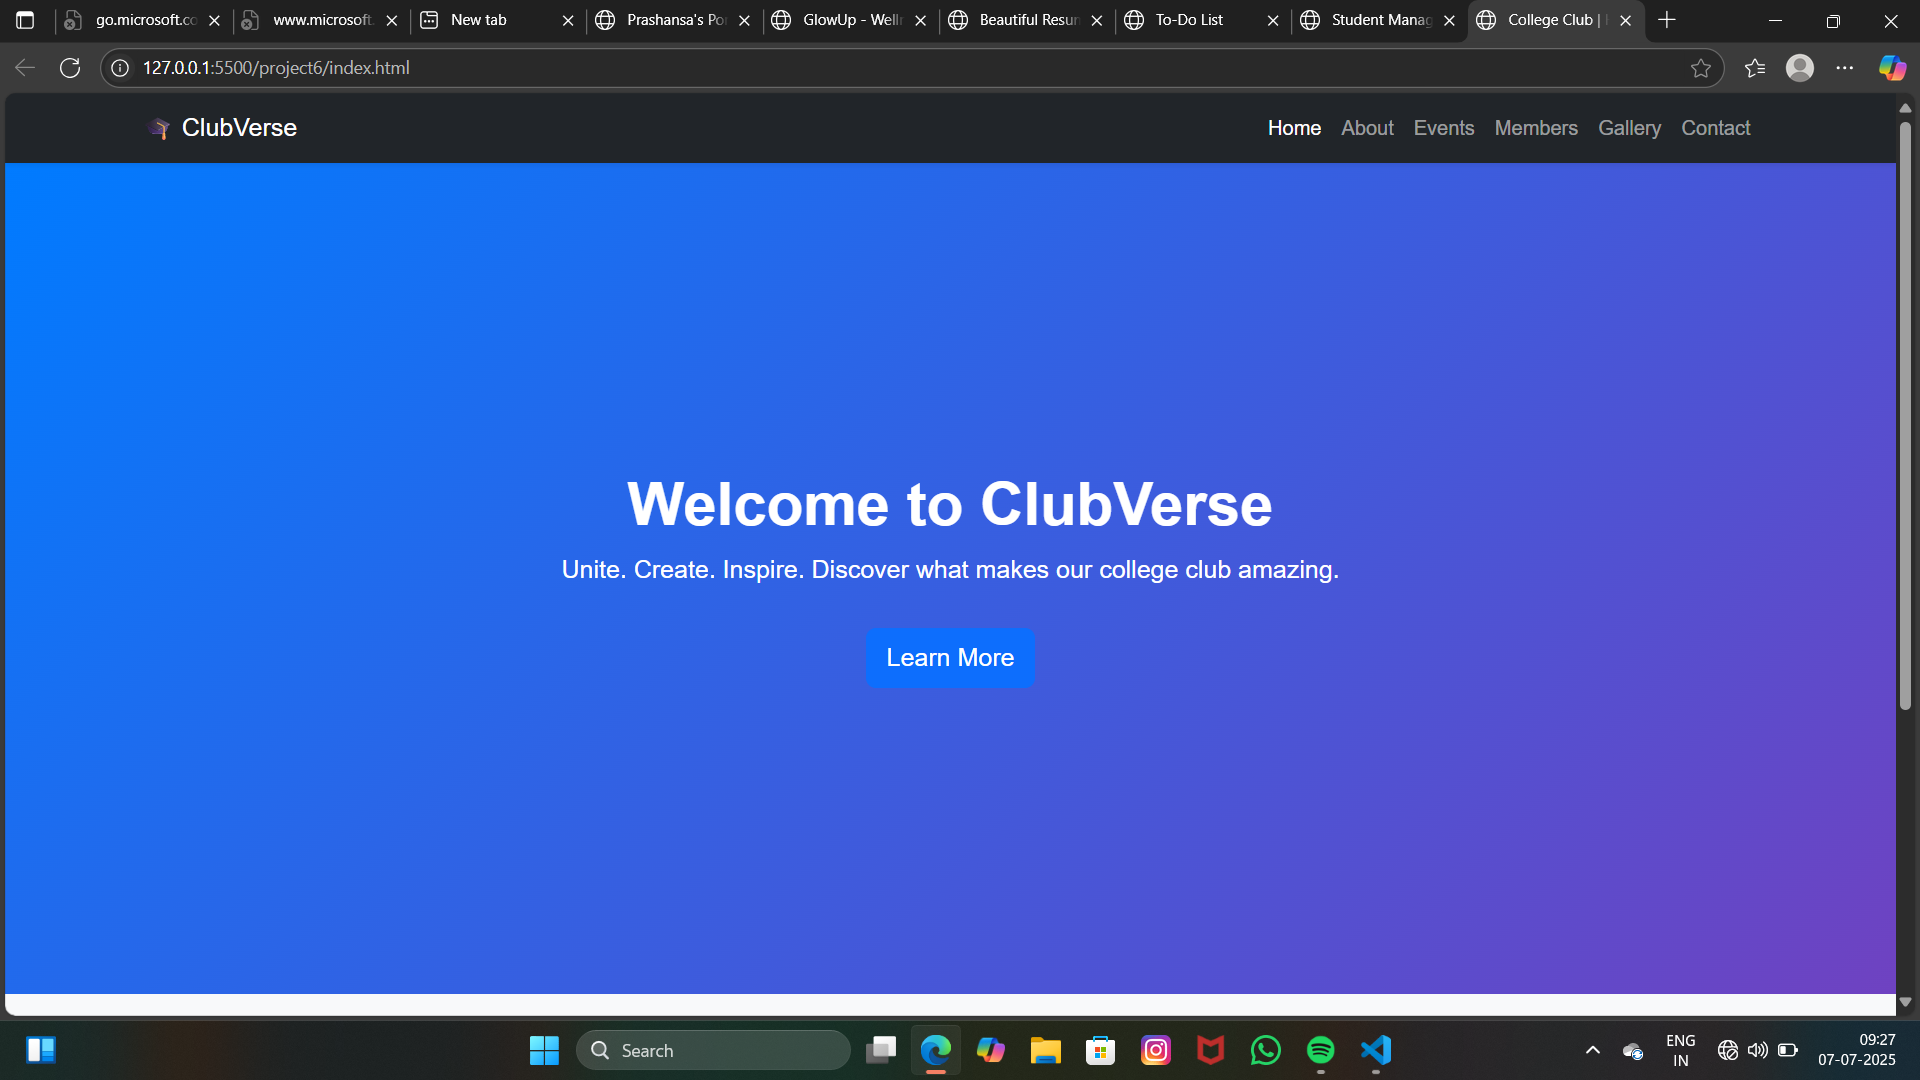 go.microsoft.co
www.microsoft.
New tab
Prashansa's Po
GlowUp - Well
Beautiful Resu
To-Do List
Student Manag
College Club |
127.0.0.1:5500/project6/index.html
ClubVerse
Home About Events Members Gallery Contact
Welcome to ClubVerse
Unite. Create. Inspire. Discover what makes our college club amazing.
Learn More
Search
ENG
IN
09:27
07-07-2025